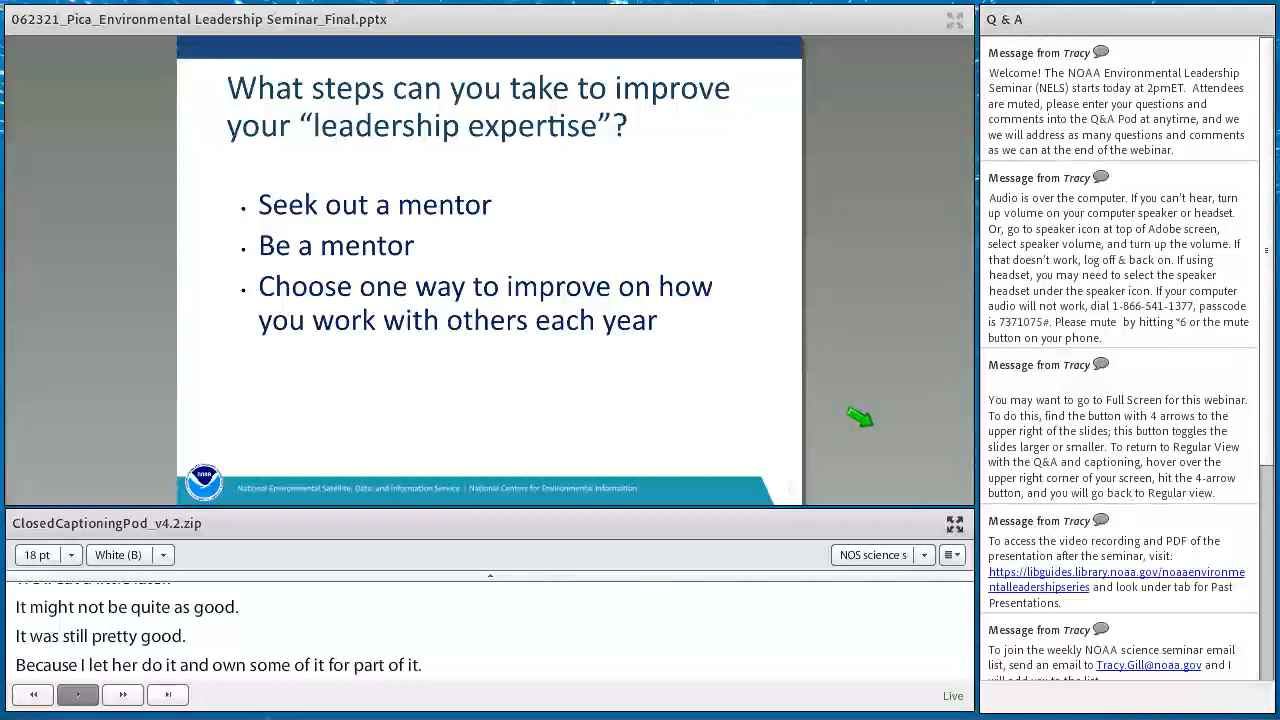 062321_Pica_Environmental Leadership Seminar_Final.pptx
What steps can you take to improve
your “leadership expertise”?
• Seek out a mentor
• Be a mentor
• Choose one way to improve on how
you work with others each year
NOAA
National Environmental Satellite, Data, and Information Service | National Centers for Environmental Information
ClosedCaptioningPod_v4.2.zip
18 pt
White (B)
NOS science s
It might not be quite as good.
It was still pretty good.
Because I let her do it and own some of it for part of it.
Live
Q & A
Message from Tracy
Welcome! The NOAA Environmental Leadership
Seminar (NELS) starts today at 2pmET. Attendees
are muted, please enter your questions and
comments into the Q&A Pod at anytime, and we
we will address as many questions and comments
as we can at the end of the webinar.
Message from Tracy
Audio is over the computer. If you can't hear, turn
up volume on your computer speaker or headset.
Or, go to speaker icon at top of Adobe screen,
select speaker volume, and turn up the volume. If
that doesn't work, log off & back on. If using
headset, you may need to select the speaker
headset under the speaker icon. If your computer
audio will not work, dial 1-866-541-1377, passcode
is 7371075#. Please mute by hitting *6 or the mute
button on your phone.
Message from Tracy
You may want to go to Full Screen for this webinar.
To do this, find the button with 4 arrows to the
upper right of the slides; this button toggles the
slides larger or smaller. To return to Regular View
with the Q&A and captioning, hover over the
upper right corner of your screen, hit the 4-arrow
button, and you will go back to Regular view.
Message from Tracy
To access the video recording and PDF of the
presentation after the seminar, visit:
https://libguides.library.noaa.gov/noaaenvironme
ntalleadershipseries and look under tab for Past
Presentations.
Message from Tracy
To join the weekly NOAA science seminar email
list, send an email to Tracy.Gill@noaa.gov and I
will add you to the list.